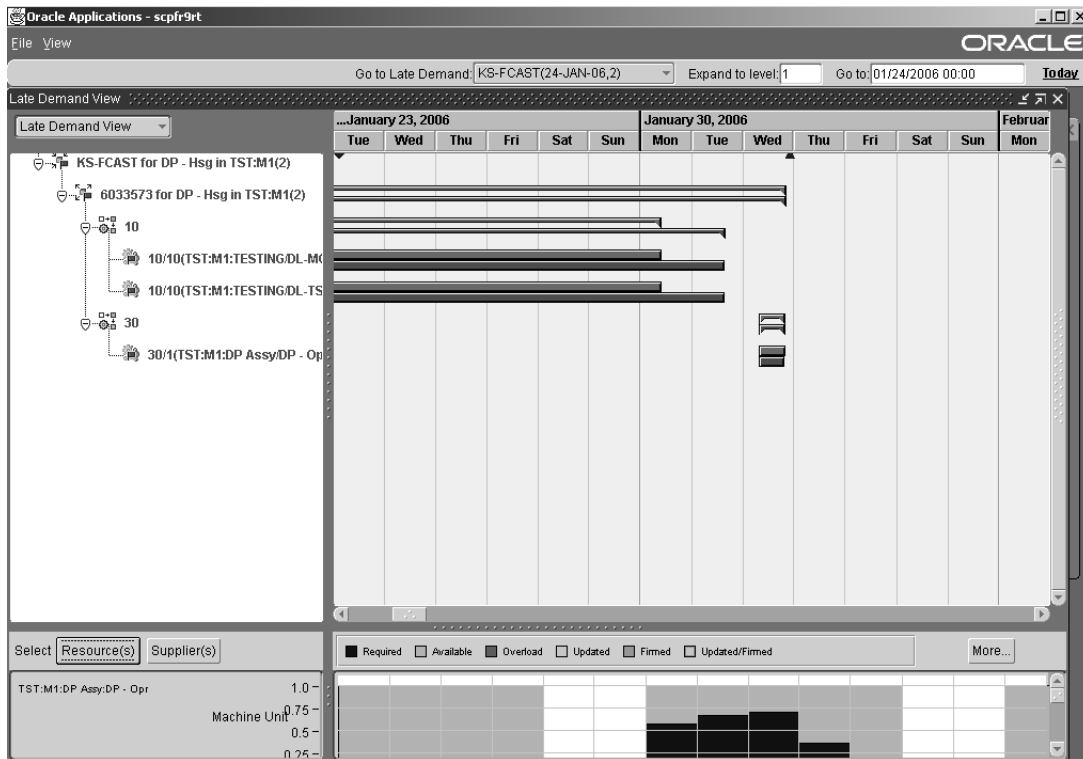 Oracle Applications - scpfr9rt
File View
ORACLE
Go to Late Demand: KS-FCAST(24-JAN-06,2) Expand to level: 1 Go to: 01/24/2006 00:00 Today
Late Demand View
Late Demand View
...January 23, 2006 January 30, 2006 Februar
Tue Wed Thu Fri Sat Sun Mon Tue Wed Thu Fri Sat Sun Mon
KS-FCAST for DP - Hsg in TST:M1(2)
6033573 for DP - Hsg in TST:M1(2)
10
10/10(TST:M1:TESTING/DL-M
10/10(TST:M1:TESTING/DL-TS
30
30/1(TST:M1:DP Assy/DP - Op
Select Resource(s) Supplier(s)
Required Available Overload Updated Firmed Updated/Firmed More...
TST:M1:DP Assy:DP - Opr
1.0
Machine Unit 0.75
0.5
0.25